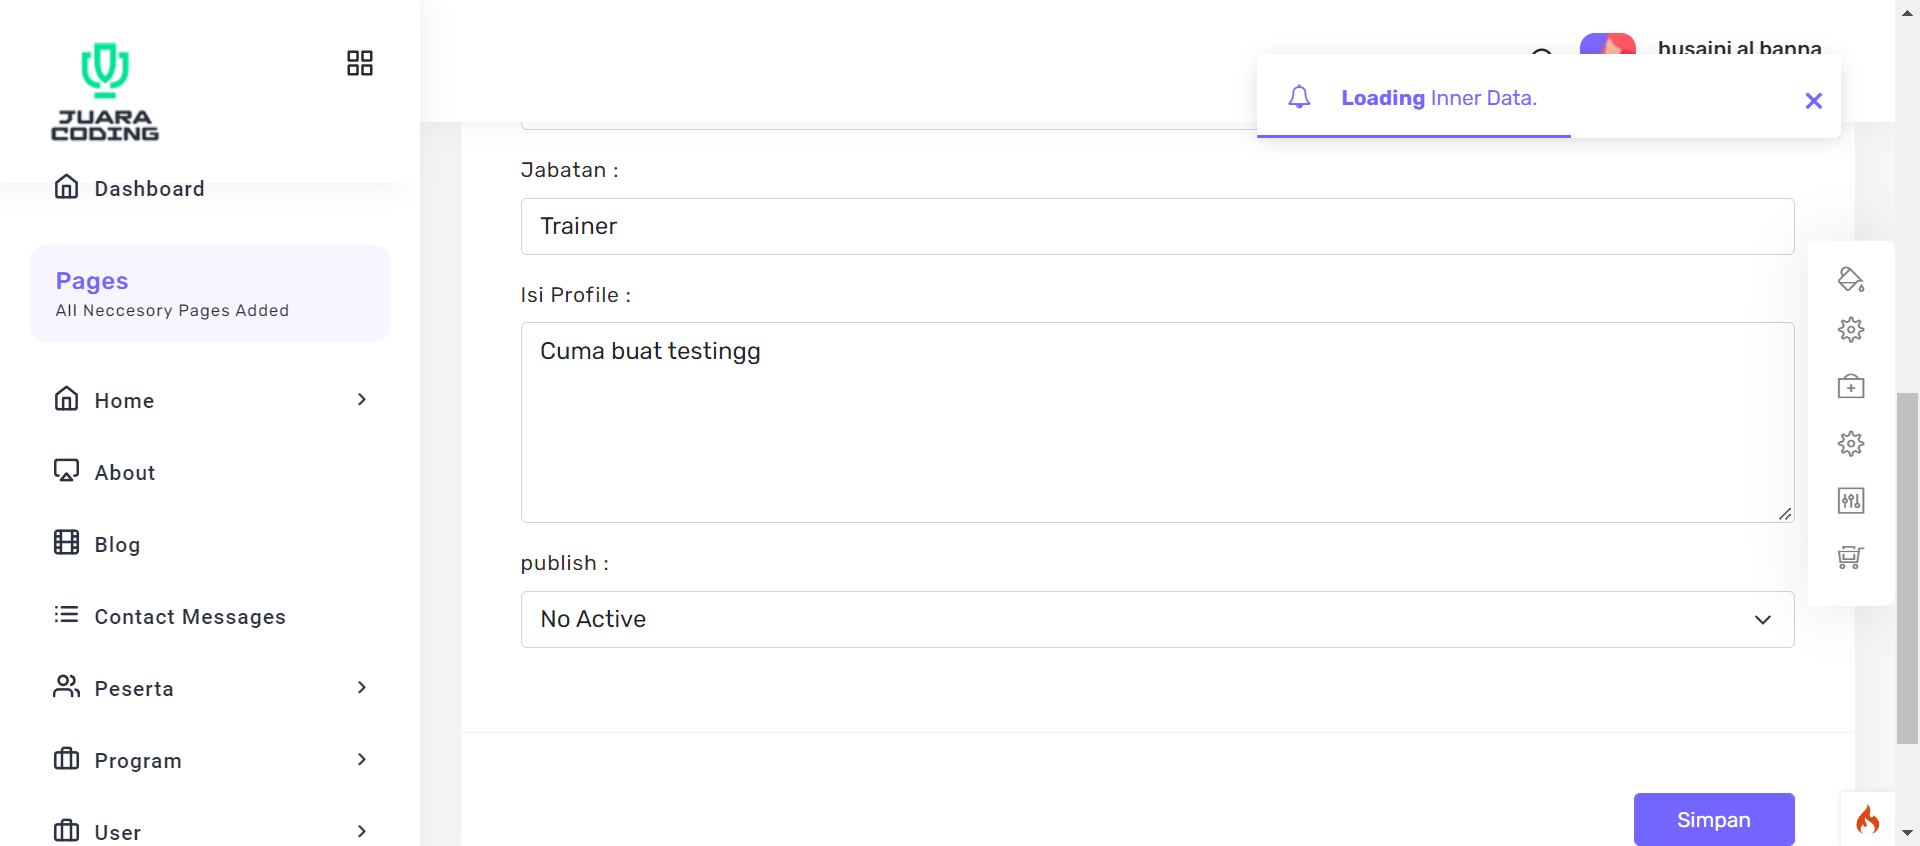 JUARA
CODING
Dashboard
Pages
All Neccesory Pages Added
Home
About
Blog
Contact Messages
Peserta
Program
User
husaini al banna
Loading Inner Data.
Jabatan :
Trainer
Isi Profile :
Cuma buat testingg
publish :
No Active
Simpan